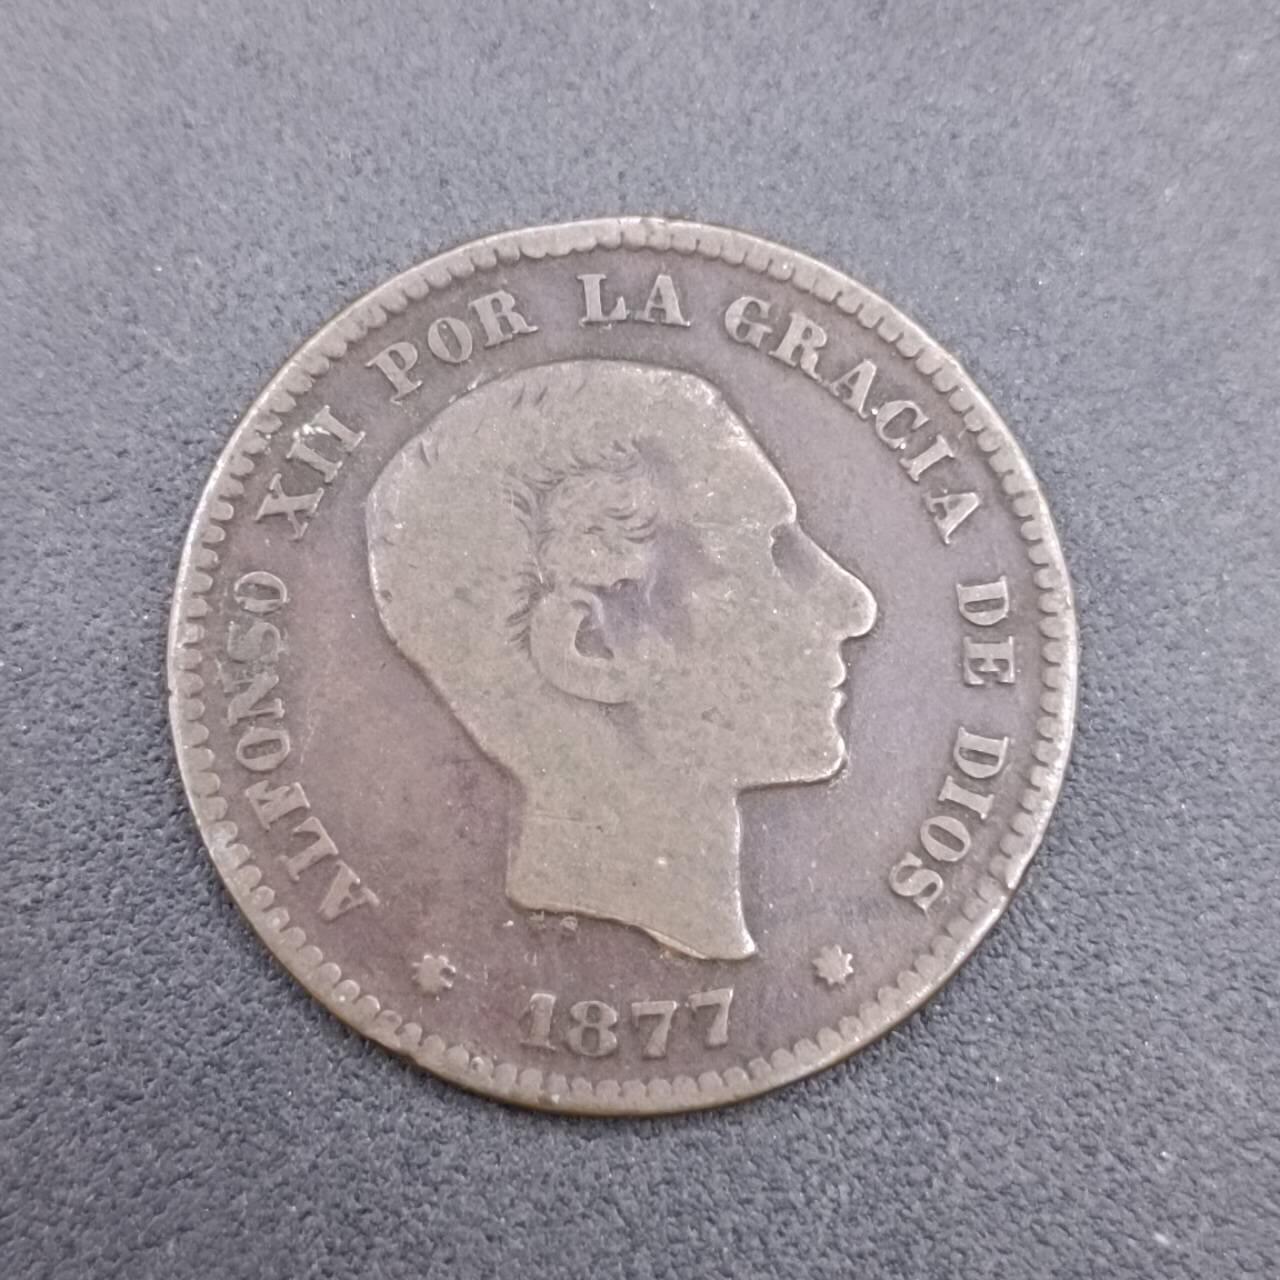 ALFONSO XII POR LA GRACIA DE DIOS
* 1877 *